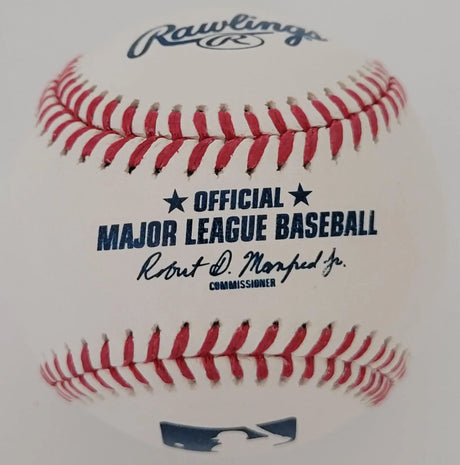 Rawlings
R
★ OFFICIAL ★
MAJOR LEAGUE BASEBALL
Robert D. Manfred Jr.
COMMISSIONER